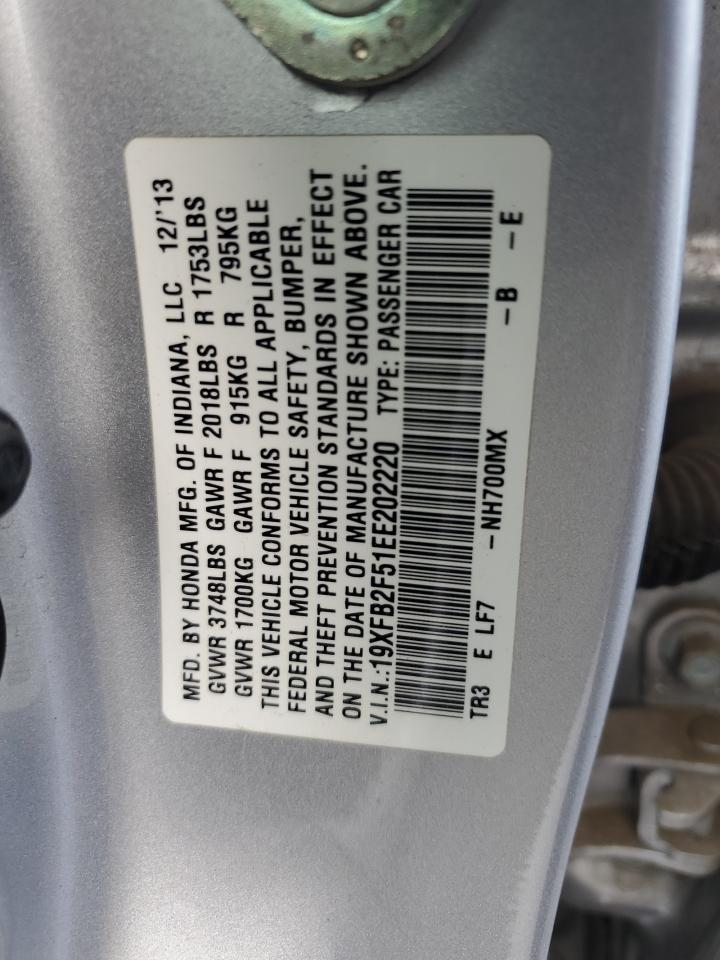 MFD. BY HONDA MFG. OF INDIANA, LLC 12/'13
GVWR 3748LBS GAWR F 2018LBS R 1753LBS
GVWR 1700KG GAWR F 915KG R 795KG
THIS VEHICLE CONFORMS TO ALL APPLICABLE
FEDERAL MOTOR VEHICLE SAFETY, BUMPER,
AND THEFT PREVENTION STANDARDS IN EFFECT
ON THE DATE OF MANUFACTURE SHOWN ABOVE.
V.I.N.:19XFB2F51EE202220 TYPE: PASSENGER CAR
TR3 E LF7 -NH700MX -B -E